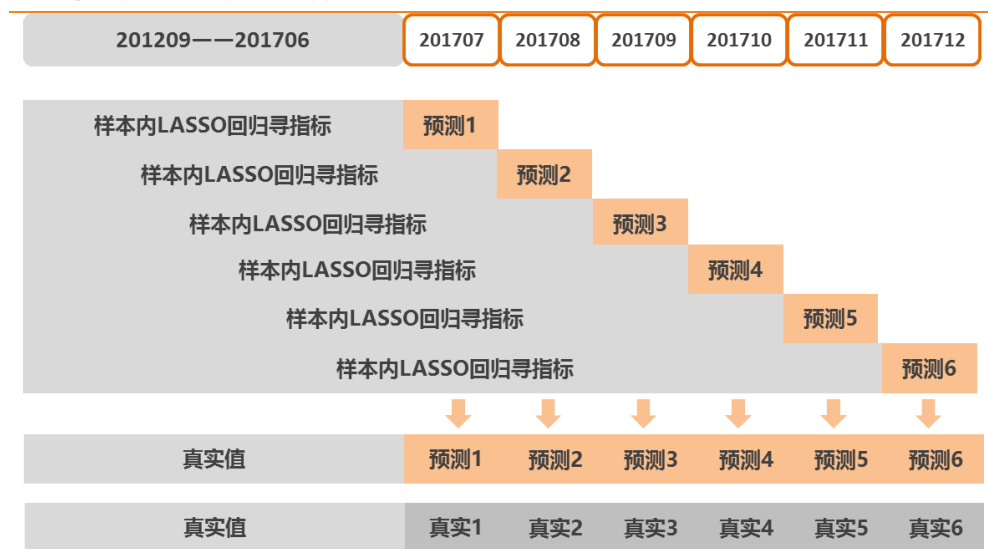 201209——201706 201707 201708 201709 201710 201711 201712
样本内LASSO回归寻指标 预测1
样本内LASSO回归寻指标 预测2
样本内LASSO回归寻指标 预测3
样本内LASSO回归寻指标 预测4
样本内LASSO回归寻指标 预测5
样本内LASSO回归寻指标 预测6
真实值 预测1 预测2 预测3 预测4 预测5 预测6
真实值 真实1 真实2 真实3 真实4 真实5 真实6